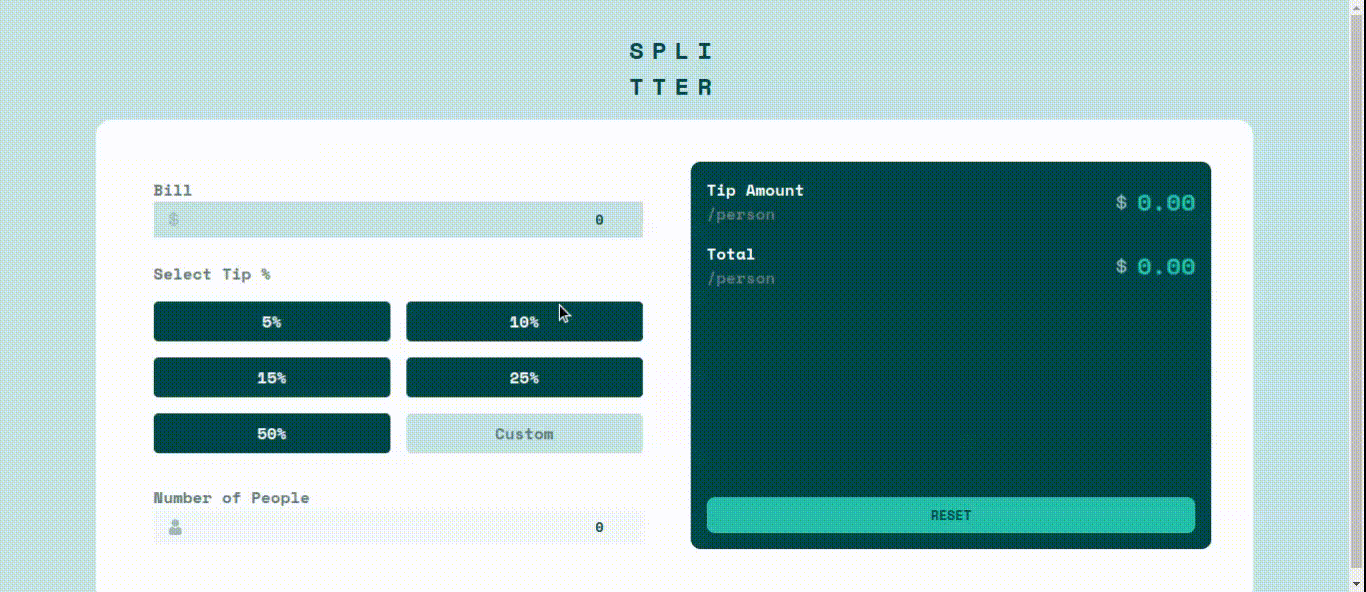 SPLI
TTER
Bill
$ 0
Select Tip %
5% 10%
15% 25%
50% Custom
Number of People
0
Tip Amount
/person
$ 0.00
Total
/person
$ 0.00
RESET